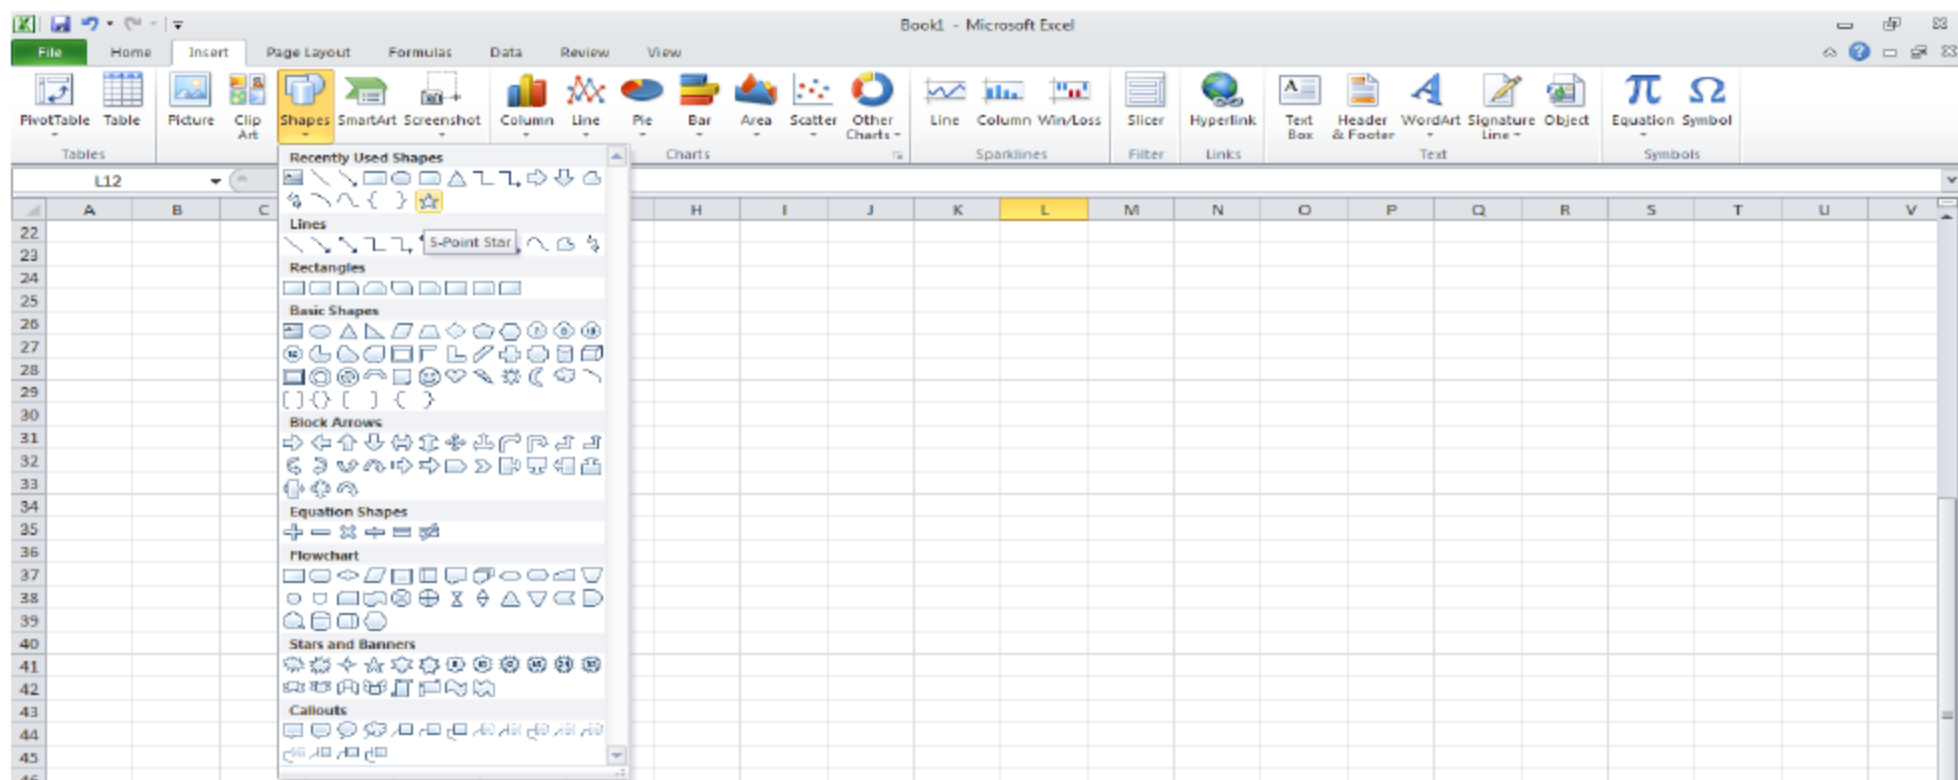 Book1 - Microsoft Excel
File Home Insert Page Layout Formulas Data Review View
PivotTable Table Picture Clip Art Shapes SmartArt Screenshot Column Line Pie Bar Area Scatter Other Charts Line Column Win/Loss Slicer Hyperlink Text Box Header & Footer WordArt Signature Line Object Equation Symbol
Tables Charts Sparklines Filter Links Text Symbols
Recently Used Shapes
L12
A B C H I J K L M N O P Q R S T U V
Lines
22
5-Point Star
23
Rectangles
24
25
Basic Shapes
26
27
28
29
30
Block Arrows
31
32
33
34
Equation Shapes
35
36
Flowchart
37
38
39
40
Stars and Banners
41
42
43
Callouts
44
45